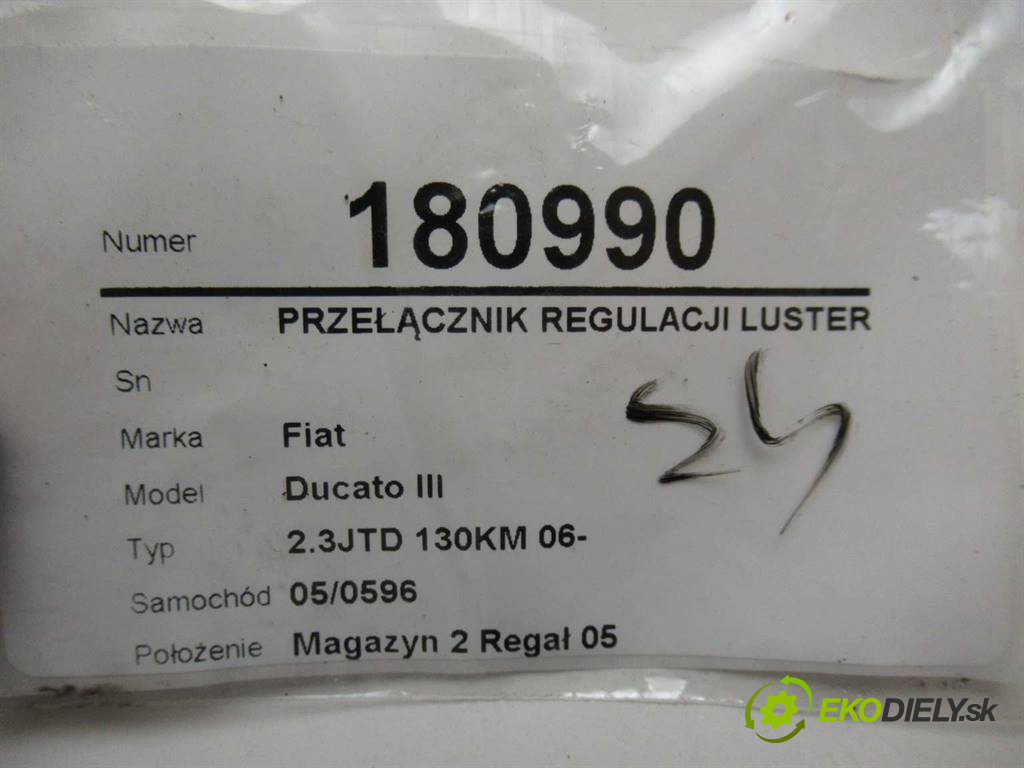 Numer 180990
Nazwa PRZEŁĄCZNIK REGULACJI LUSTER
Sn
24
Marka Fiat
Model Ducato III
Typ 2.3JTD 130KM 06-
Samochód 05/0596
Położenie Magazyn 2 Regał 05
EKODIELY.sk